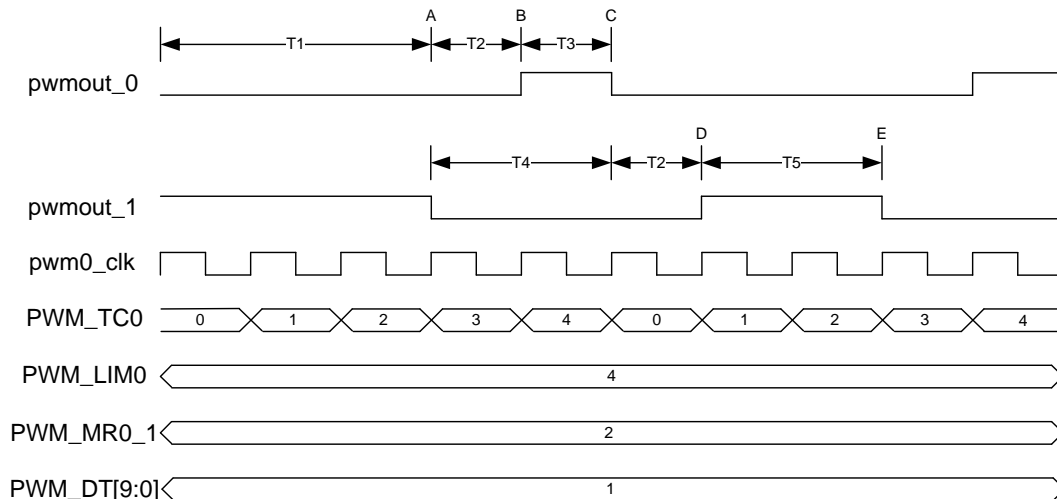 A B C
T1 T2 T3
pwmout_0
D E
T4 T2 T5
pwmout_1
pwm0_clk
PWM_TC0 0 1 2 3 4 0 1 2 3 4
PWM_LIM0 4
PWM_MR0_1 2
PWM_DT[9:0] 1